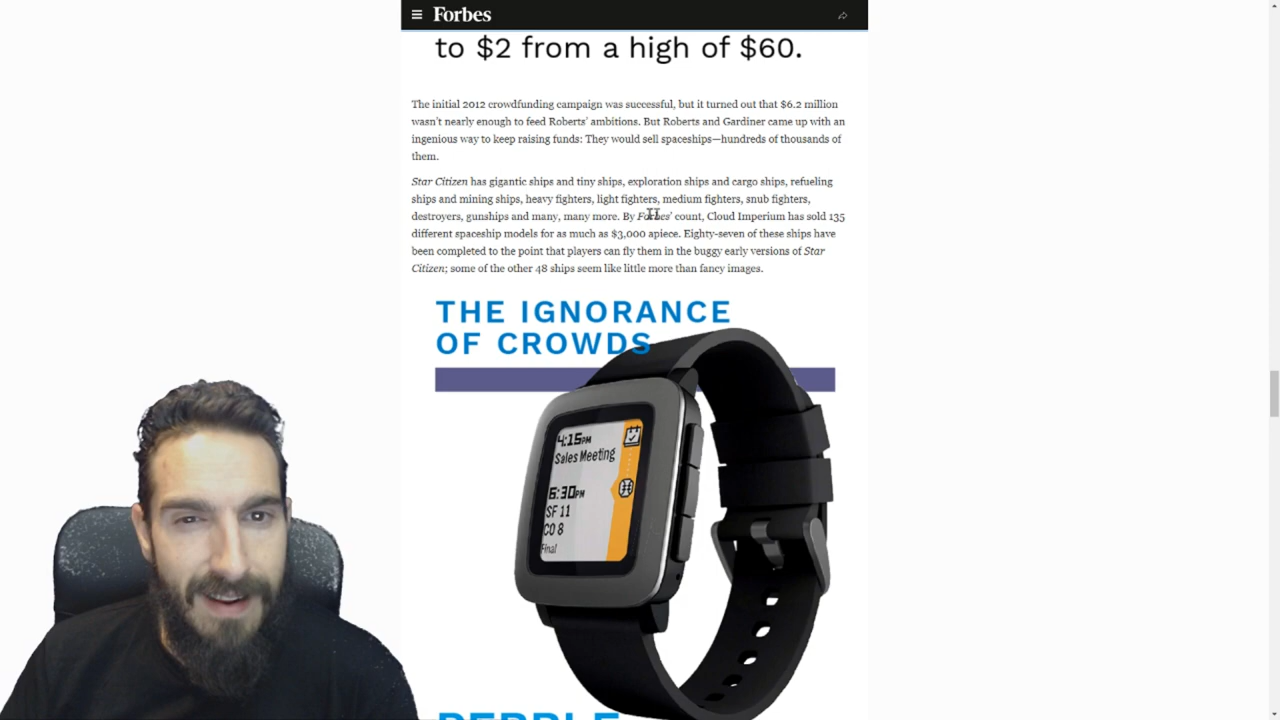 Forbes
to $2 from a high of $60.
The initial 2012 crowdfunding campaign was successful, but it turned out that $6.2 million
wasn't nearly enough to feed Roberts' ambitions. But Roberts and Gardiner came up with an
ingenious way to keep raising funds: They would sell spaceships—hundreds of thousands of
them.
Star Citizen has gigantic ships and tiny ships, exploration ships and cargo ships, refueling
ships and mining ships, heavy fighters, light fighters, medium fighters, snub fighters,
destroyers, gunships and many, many more. By Forbes' count, Cloud Imperium has sold 135
different spaceship models for as much as $3,000 apiece. Eighty-seven of these ships have
been completed to the point that players can fly them in the buggy early versions of Star
Citizen; some of the other 48 ships seem like little more than fancy images.
THE IGNORANCE
OF CROWDS
4:15PM
Sales Meeting
6:30PM
SF 11
CO 8
Final
PEBBLE